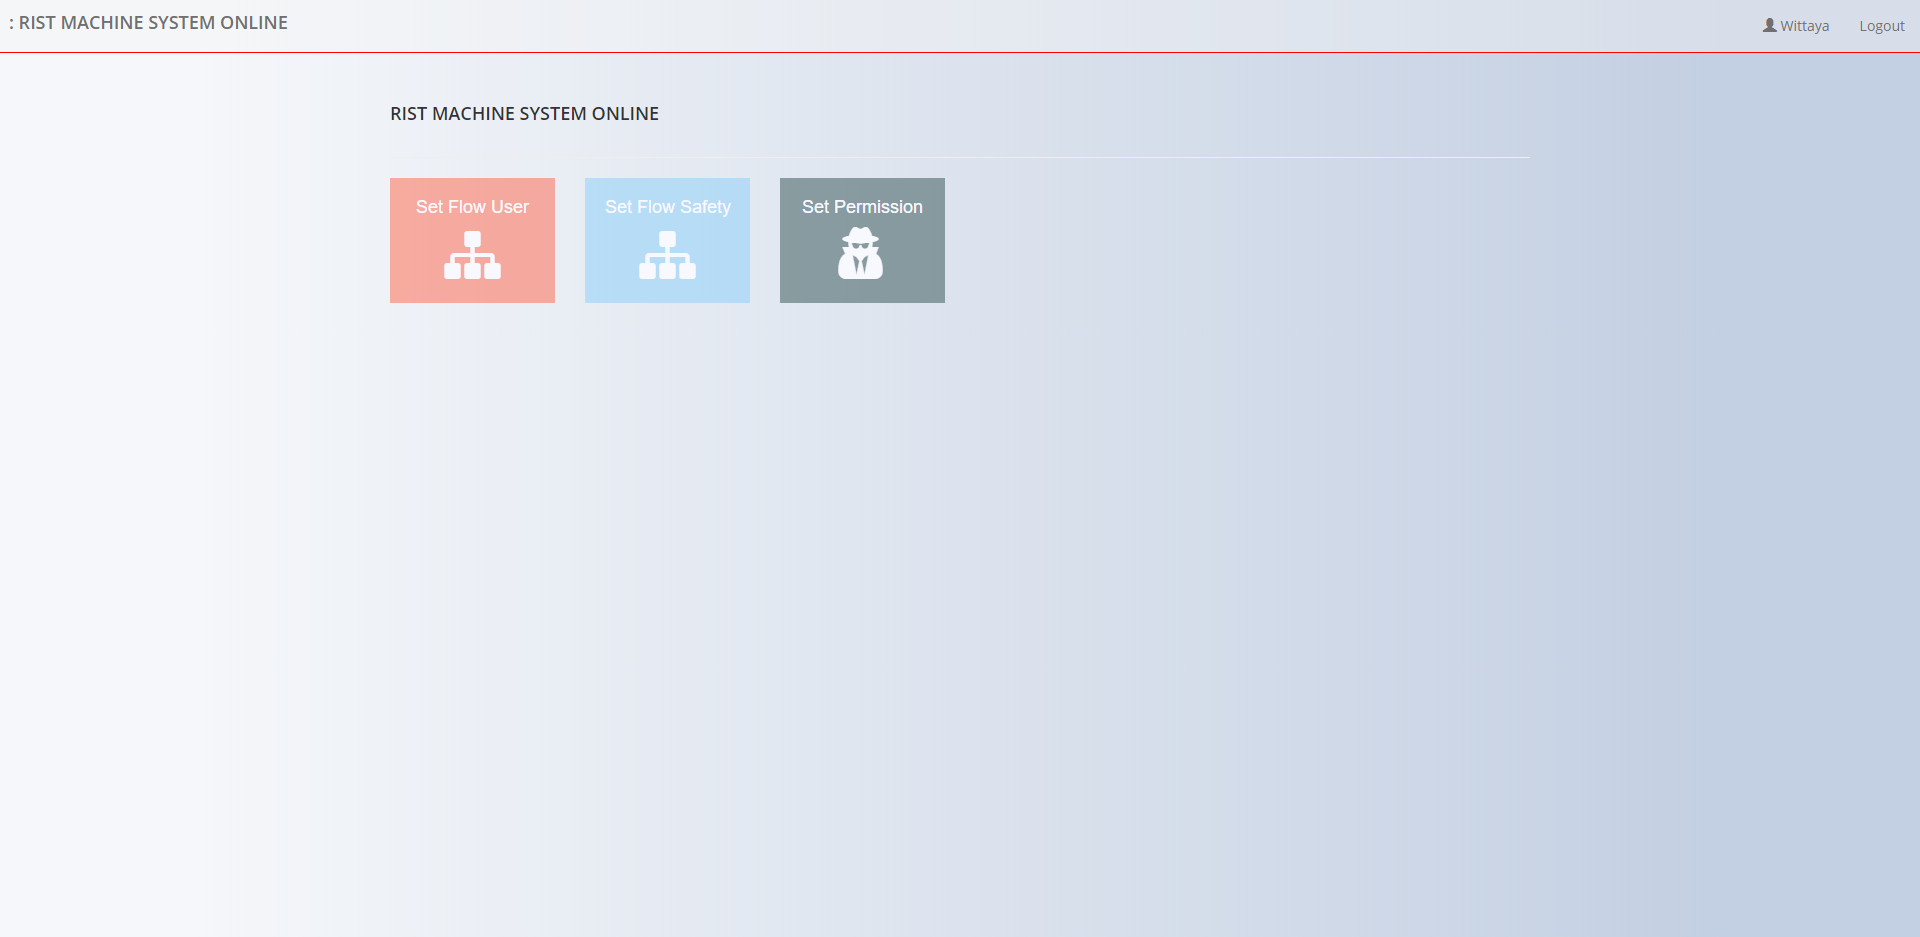 : RIST MACHINE SYSTEM ONLINE
Wittaya Logout
RIST MACHINE SYSTEM ONLINE
Set Flow User
Set Flow Safety
Set Permission